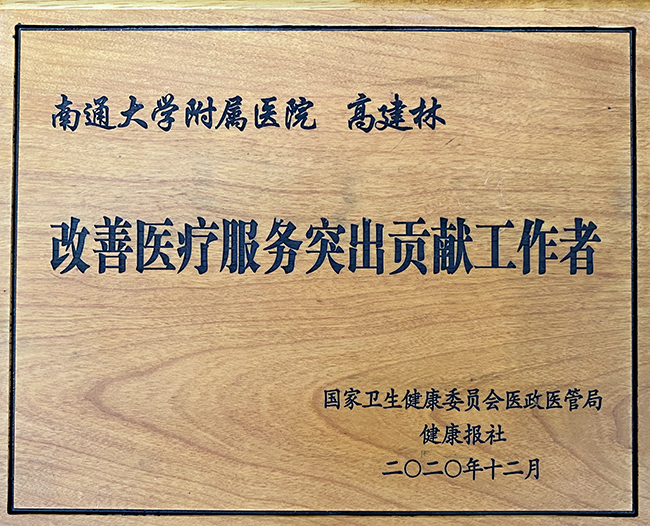 南通大学附属医院 高建林
改善医疗服务突出贡献工作者
国家卫生健康委员会医政医管局
健康报社
二〇二〇年十二月